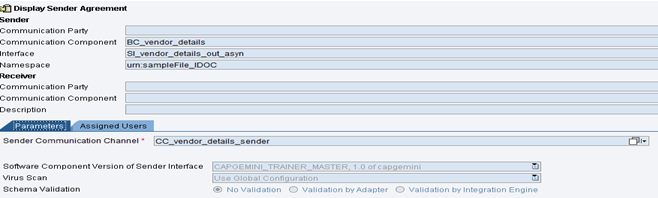 Display Sender Agreement
Sender
Communication Party
Communication Component BC_vendor_details
Interface SI_vendor_details_out_asyn
Namespace urn:sampleFile_IDOC
Receiver
Communication Party
Communication Component
Description
Parameters Assigned Users
Sender Communication Channel * CC_vendor_details_sender
Software Component Version of Sender Interface CAPGEMINI_TRAINER_MASTER, 1.0 of capgemini
Virus Scan Use Global Configuration
Schema Validation No Validation Validation by Adapter Validation by Integration Engine